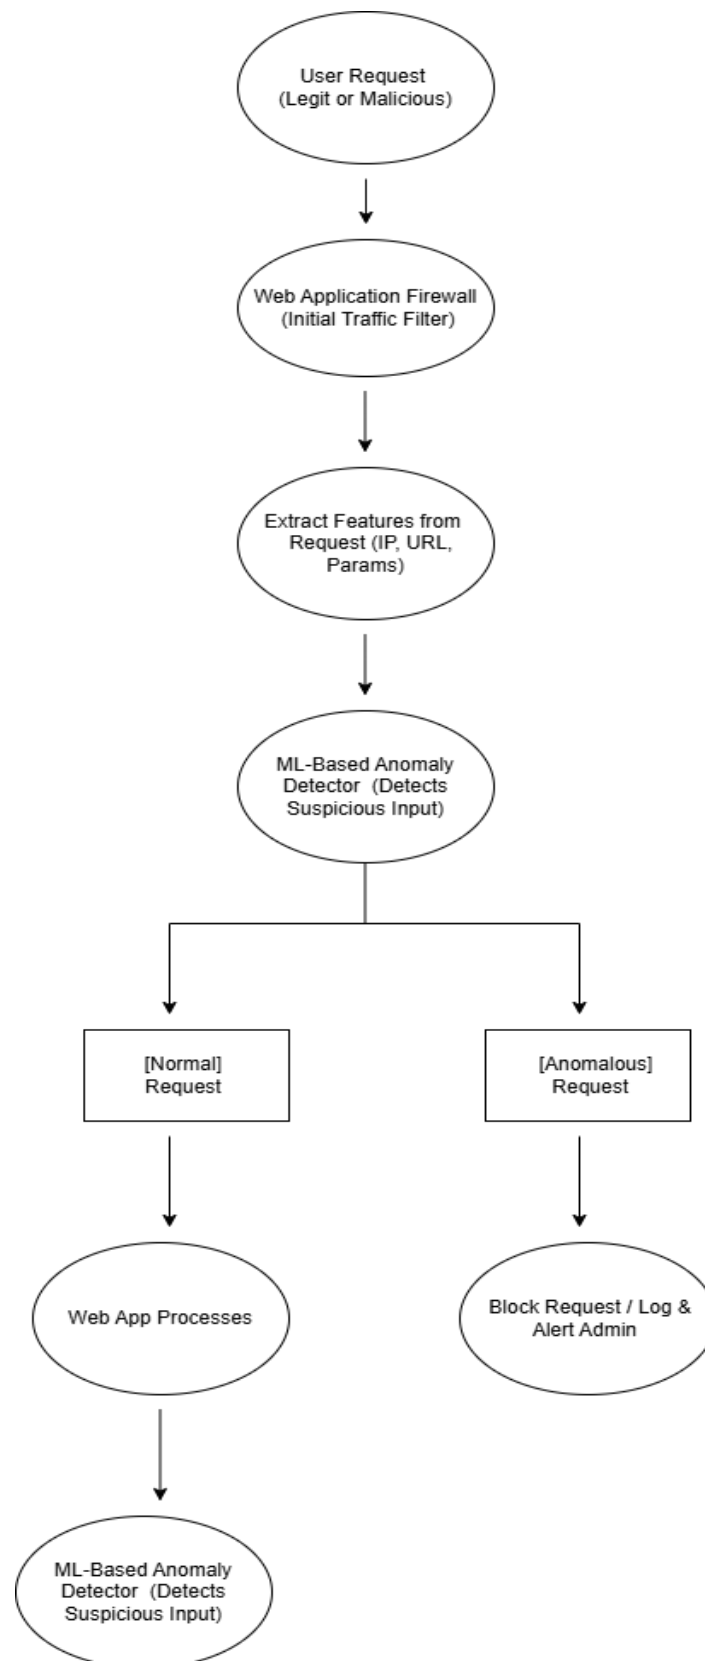 User Request
(Legit or Malicious)
Web Application Firewall
(Initial Traffic Filter)
Extract Features from
Request (IP, URL,
Params)
ML-Based Anomaly
Detector (Detects
Suspicious Input)
[Normal]
Request
[Anomalous]
Request
Web App Processes
Block Request / Log &
Alert Admin
ML-Based Anomaly
Detector (Detects
Suspicious Input)